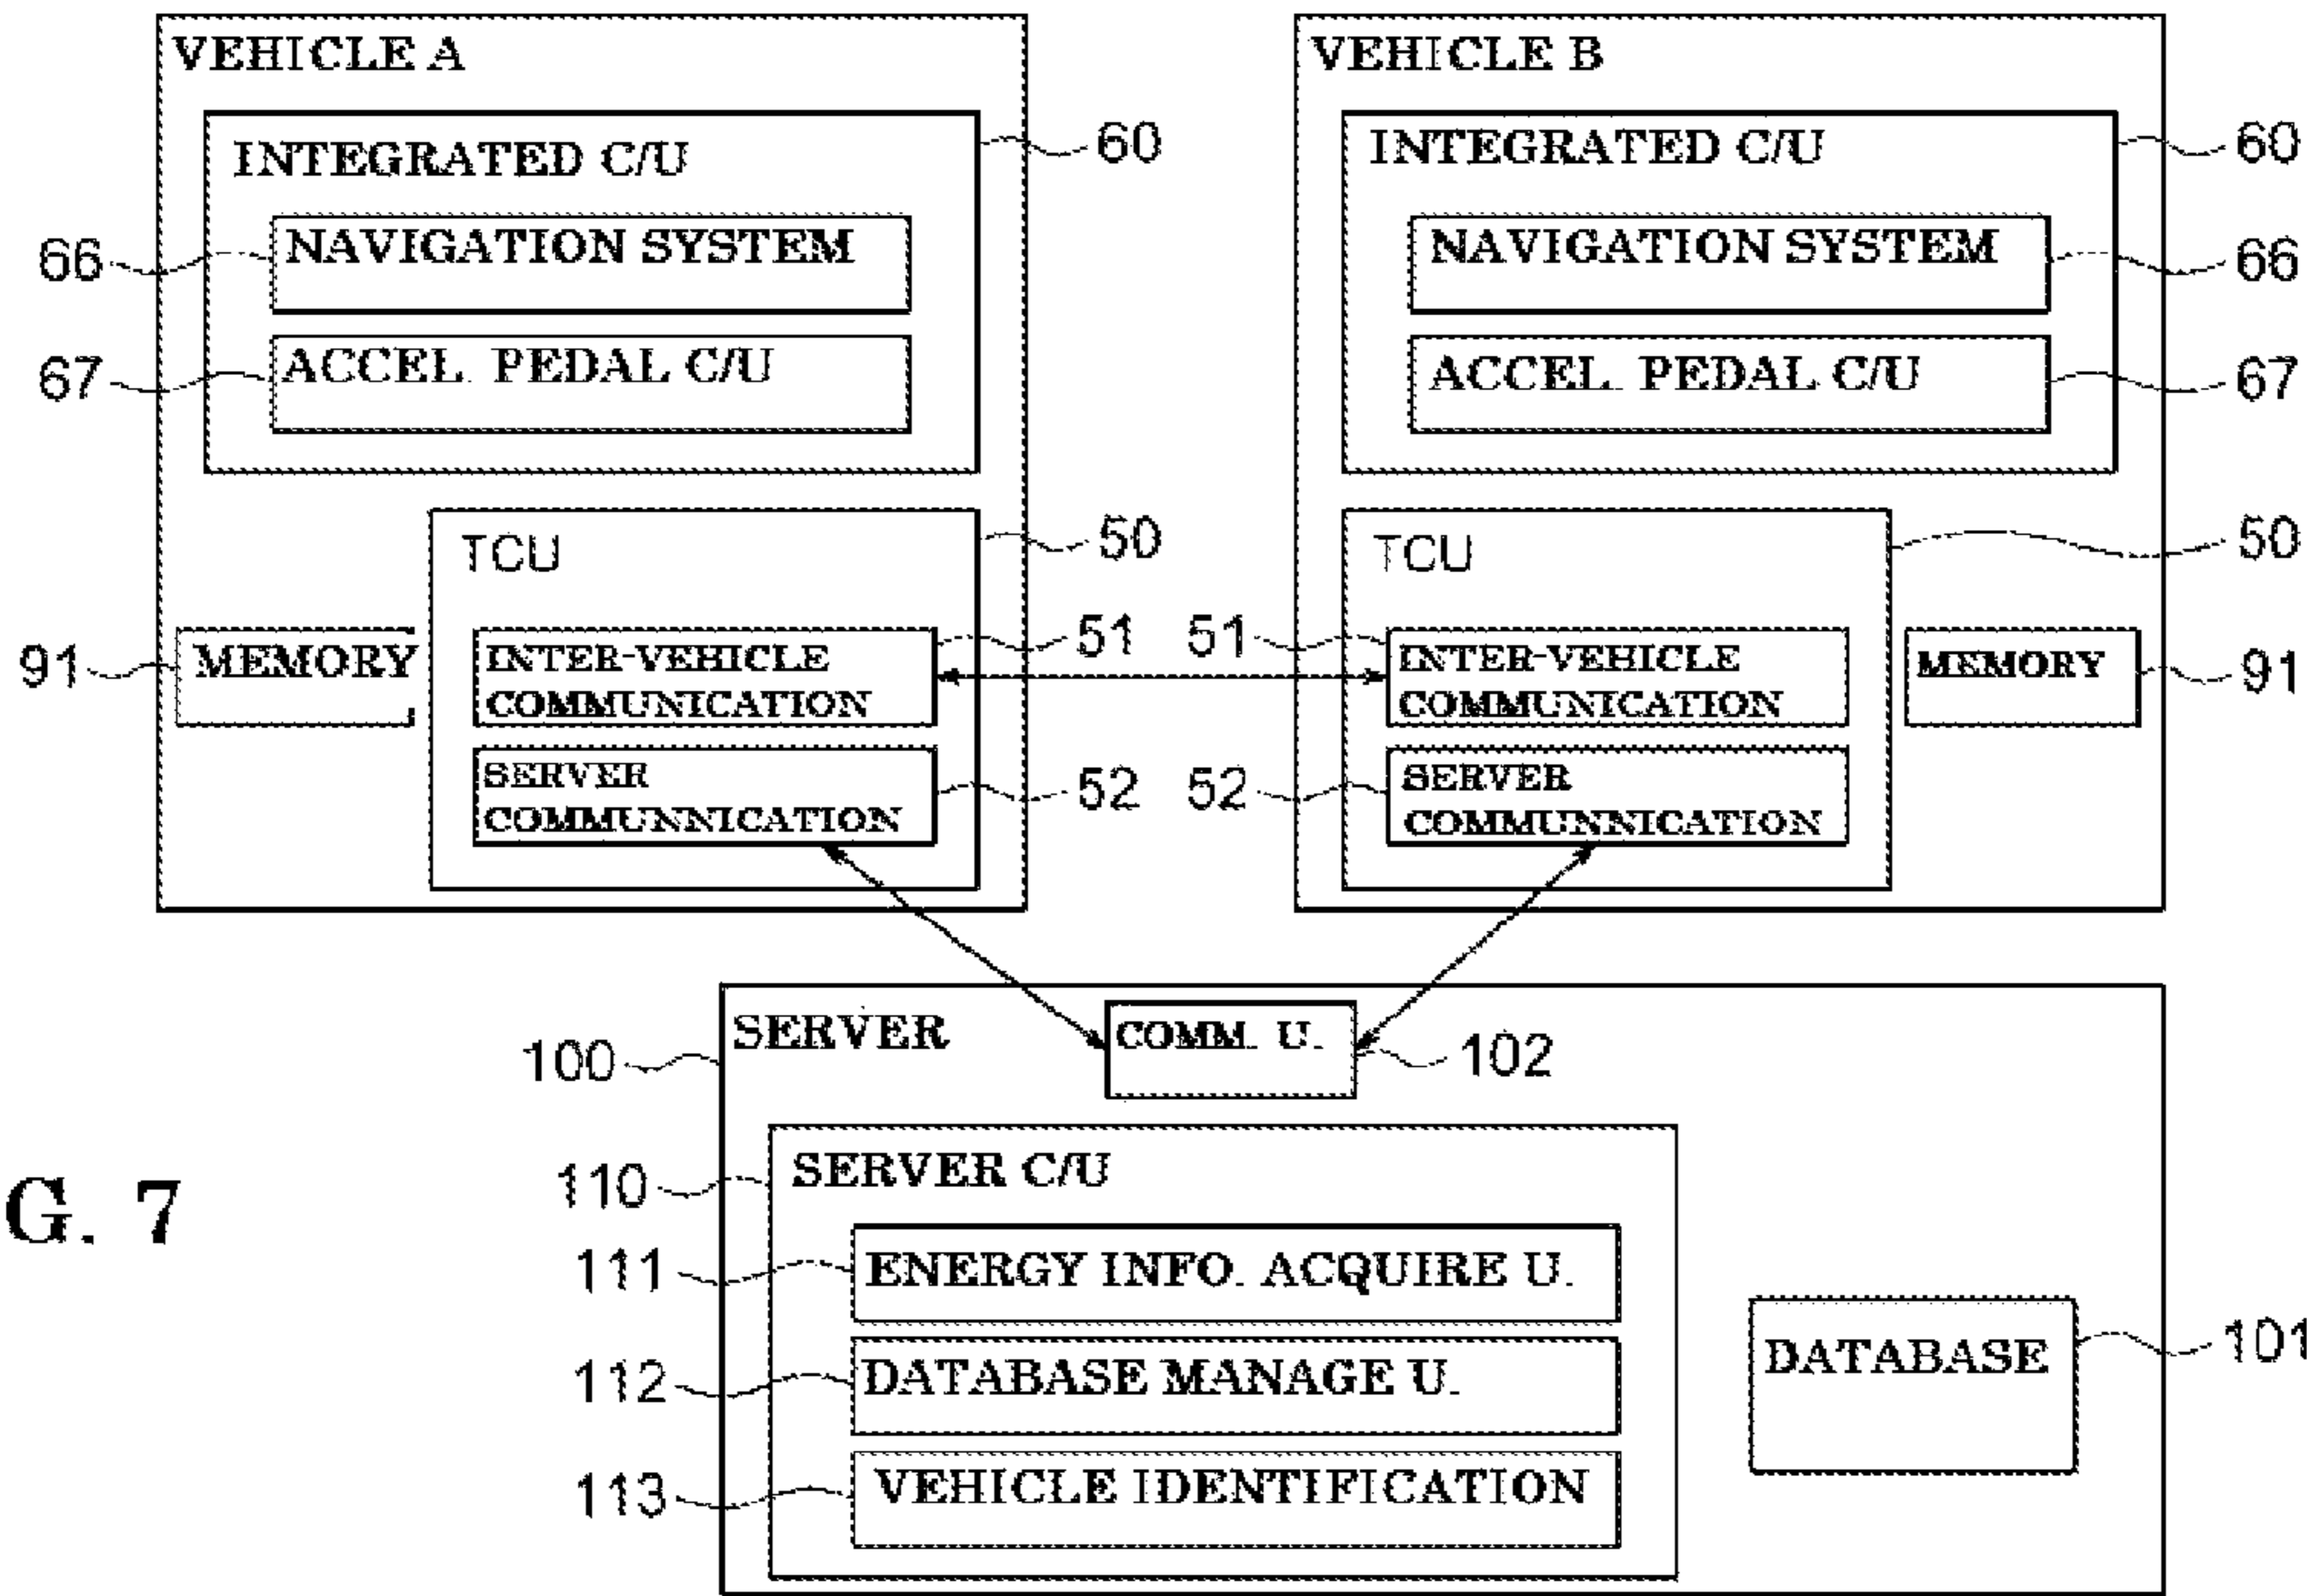 VEHICLE A
INTEGRATED C/U
60
66
NAVIGATION SYSTEM
67
ACCEL. PEDAL C/U
TCU
50
91
MEMORY
INTER-VEHICLE
COMMUNICATION
51
SERVER
COMMUNNICATION
52
VEHICLE B
INTEGRATED C/U
60
NAVIGATION SYSTEM
66
ACCEL. PEDAL C/U
67
TCU
50
51
INTER-VEHICLE
COMMUNICATION
MEMORY
91
52
SERVER
COMMUNNICATION
100
SERVER
COMM. U.
102
110
SERVER C/U
111
ENERGY INFO. ACQUIRE U.
112
DATABASE MANAGE U.
113
VEHICLE IDENTIFICATION
DATABASE
101
G. 7